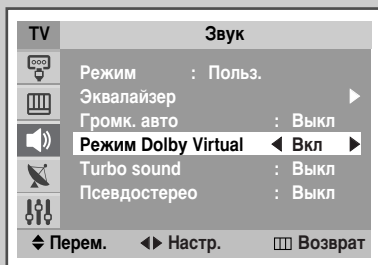 TV Звук
Режим : Польз.
Эквалайзер
Громк. авто : Выкл
Режим Dolby Virtual Вкл
Turbo sound : Выкл
Псевдостерео : Выкл
Перем. Настр. Возврат